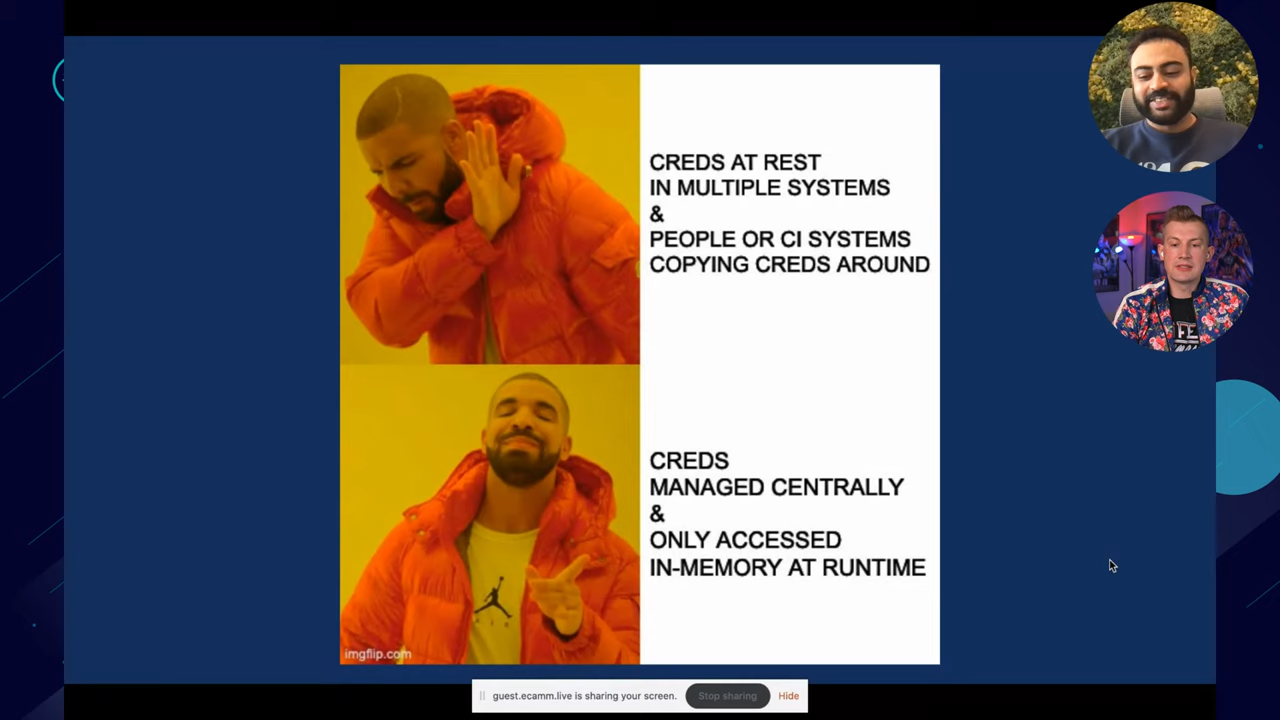 CREDS AT REST
IN MULTIPLE SYSTEMS
&
PEOPLE OR CI SYSTEMS
COPYING CREDS AROUND
CREDS
MANAGED CENTRALLY
&
ONLY ACCESSED
IN-MEMORY AT RUNTIME
imgflip.com
guest.ecamm.live is sharing your screen.
Stop sharing
Hide